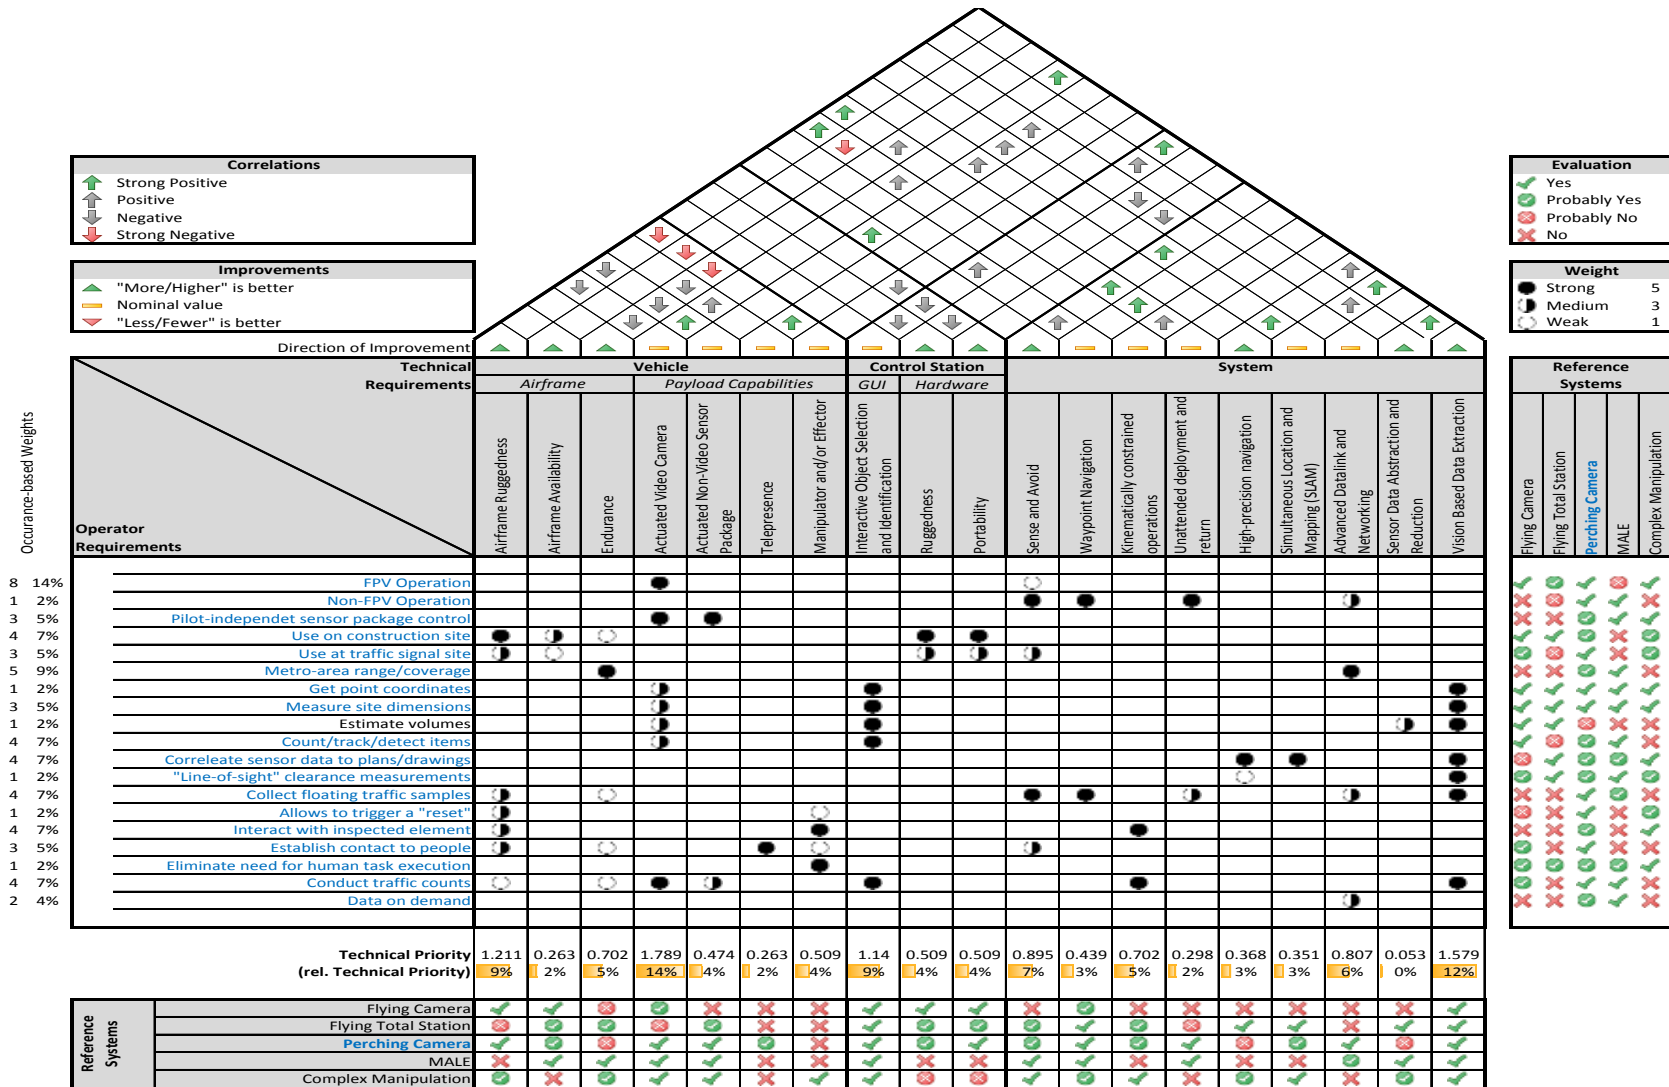 Correlations
Strong Positive
Positive
Negative
Strong Negative
Improvements
"More/Higher" is better
Nominal value
"Less/Fewer" is better
Evaluation
Yes
Probably Yes
Probably No
No
Weight
Strong 5
Medium 3
Weak 1
Direction of Improvement
Technical Requirements
Vehicle
Control Station
System
Airframe
Payload Capabilities
GUI
Hardware
Reference Systems
Occurance-based Weights
Operator Requirements
Airframe Ruggedness
Airframe Availability
Endurance
Actuated Video Camera
Actuated Non-Video Sensor Package
Telepresence
Manipulator and/or Effector
Interactive Object Selection and Identification
Ruggedness
Portability
Sense and Avoid
Waypoint Navigation
Kinematically constrained operations
Unattended deployment and return
High-precision navigation
Simultaneous Location and Mapping (SLAM)
Advanced Datalink and Networking
Sensor Data Abstraction and Reduction
Vision Based Data Extraction
Flying Camera
Flying Total Station
Perching Camera
MALE
Complex Manipulation
8 14% FPV Operation
1 2% Non-FPV Operation
3 5% Pilot-independet sensor package control
4 7% Use on construction site
3 5% Use at traffic signal site
5 9% Metro-area range/coverage
1 2% Get point coordinates
3 5% Measure site dimensions
1 2% Estimate volumes
4 7% Count/track/detect items
4 7% Correleate sensor data to plans/drawings
1 2% "Line-of-sight" clearance measurements
4 7% Collect floating traffic samples
1 2% Allows to trigger a "reset"
4 7% Interact with inspected element
3 5% Establish contact to people
1 2% Eliminate need for human task execution
4 7% Conduct traffic counts
2 4% Data on demand
Technical Priority 1.211 0.263 0.702 1.789 0.474 0.263 0.509 1.14 0.509 0.509 0.895 0.439 0.702 0.298 0.368 0.351 0.807 0.053 1.579
(rel. Technical Priority) 9% 2% 5% 14% 4% 2% 4% 9% 4% 4% 7% 3% 5% 2% 3% 3% 6% 0% 12%
Reference Systems
Flying Camera
Flying Total Station
Perching Camera
MALE
Complex Manipulation